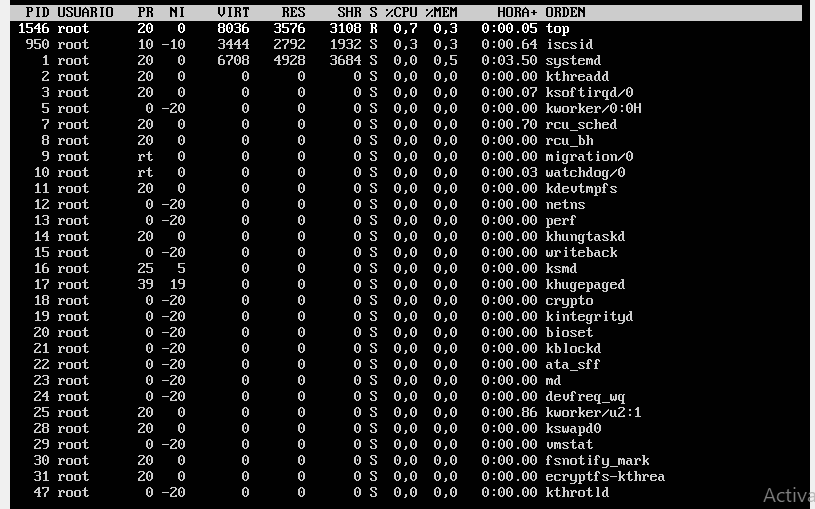 PID USUARIO PR NI VIRT RES SHR S %CPU %MEM HORA+ ORDEN
1546 root 20 0 8036 3576 3108 R 0,7 0,3 0:00.05 top
950 root 10 -10 3444 2792 1932 S 0,3 0,3 0:00.64 iscsid
1 root 20 0 6708 4928 3684 S 0,0 0,5 0:03.50 systemd
2 root 20 0 0 0 0 S 0,0 0,0 0:00.00 kthreadd
3 root 20 0 0 0 0 S 0,0 0,0 0:00.07 ksoftirqd/0
5 root 0 -20 0 0 0 S 0,0 0,0 0:00.00 kworker/0:0H
7 root 20 0 0 0 0 S 0,0 0,0 0:00.70 rcu_sched
8 root 20 0 0 0 0 S 0,0 0,0 0:00.00 rcu_bh
9 root rt 0 0 0 0 S 0,0 0,0 0:00.00 migration/0
10 root rt 0 0 0 0 S 0,0 0,0 0:00.03 watchdog/0
11 root 20 0 0 0 0 S 0,0 0,0 0:00.00 kdevtmpfs
12 root 0 -20 0 0 0 S 0,0 0,0 0:00.00 netns
13 root 0 -20 0 0 0 S 0,0 0,0 0:00.00 perf
14 root 20 0 0 0 0 S 0,0 0,0 0:00.00 khungtaskd
15 root 0 -20 0 0 0 S 0,0 0,0 0:00.00 writeback
16 root 25 5 0 0 0 S 0,0 0,0 0:00.00 ksmd
17 root 39 19 0 0 0 S 0,0 0,0 0:00.00 khugepaged
18 root 0 -20 0 0 0 S 0,0 0,0 0:00.00 crypto
19 root 0 -20 0 0 0 S 0,0 0,0 0:00.00 kintegrityd
20 root 0 -20 0 0 0 S 0,0 0,0 0:00.00 bioset
21 root 0 -20 0 0 0 S 0,0 0,0 0:00.00 kblockd
22 root 0 -20 0 0 0 S 0,0 0,0 0:00.00 ata_sff
23 root 0 -20 0 0 0 S 0,0 0,0 0:00.00 md
24 root 0 -20 0 0 0 S 0,0 0,0 0:00.00 devfreq_wq
25 root 20 0 0 0 0 S 0,0 0,0 0:00.86 kworker/u2:1
28 root 20 0 0 0 0 S 0,0 0,0 0:00.00 kswapd0
29 root 0 -20 0 0 0 S 0,0 0,0 0:00.00 vmstat
30 root 20 0 0 0 0 S 0,0 0,0 0:00.00 fsnotify_mark
31 root 20 0 0 0 0 S 0,0 0,0 0:00.00 ecryptfs-kthrea
47 root 0 -20 0 0 0 S 0,0 0,0 0:00.00 kthrotld
Activa